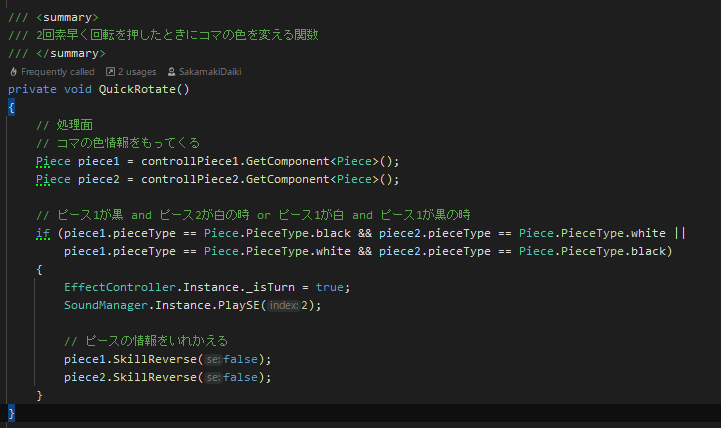 /// <summary>
/// 2回素早く回転を押したときにコマの色を変える関数
/// </summary>
Frequently called 2 usages SakamakiDaiki
private void QuickRotate()
{
// 処理面
// コマの色情報をもってくる
Piece piece1 = controllPiece1.GetComponent<Piece>();
Piece piece2 = controllPiece2.GetComponent<Piece>();
// ピース1が黒 and ピース2が白の時 or ピース1が白 and ピース1が黒の時
if (piece1.pieceType == Piece.PieceType.black && piece2.pieceType == Piece.PieceType.white ||
piece1.pieceType == Piece.PieceType.white && piece2.pieceType == Piece.PieceType.black)
{
EffectController.Instance._isTurn = true;
SoundManager.Instance.PlaySE(index: 2);
// ピースの情報をいれかえる
piece1.SkillReverse(se: false);
piece2.SkillReverse(se: false);
}
}